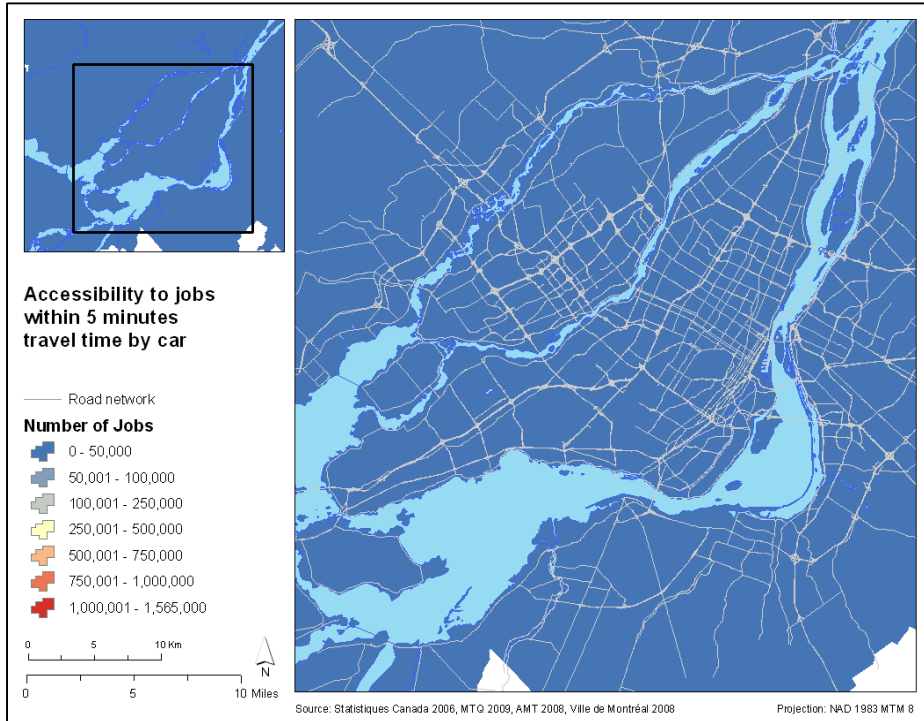 Accessibility to jobs
within 5 minutes
travel time by car
Road network
Number of Jobs
0 - 50,000
50,001 - 100,000
100,001 - 250,000
250,001 - 500,000
500,001 - 750,000
750,001 - 1,000,000
1,000,001 - 1,565,000
0 5 10 Km
N
0 5 10 Miles
Source: Statistiques Canada 2006, MTQ 2009, AMT 2008, Ville de Montréal 2008
Projection: NAD 1983 MTM 8